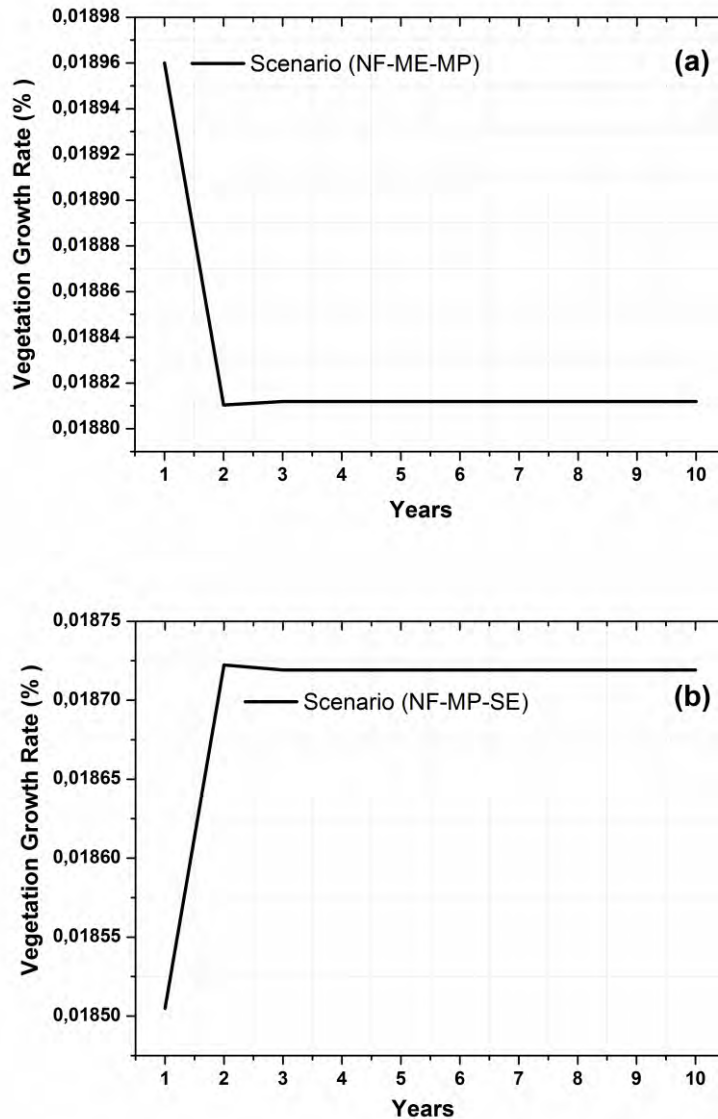 0,01898
0,01896
0,01894
0,01892
0,01890
0,01888
0,01886
0,01884
0,01882
0,01880
Vegetation Growth Rate (% )
Scenario (NF-ME-MP)
(a)
1 2 3 4 5 6 7 8 9 10
Years
0,01875
0,01870
0,01865
0,01860
0,01855
0,01850
Vegetation Growth Rate (% )
Scenario (NF-MP-SE)
(b)
1 2 3 4 5 6 7 8 9 10
Years